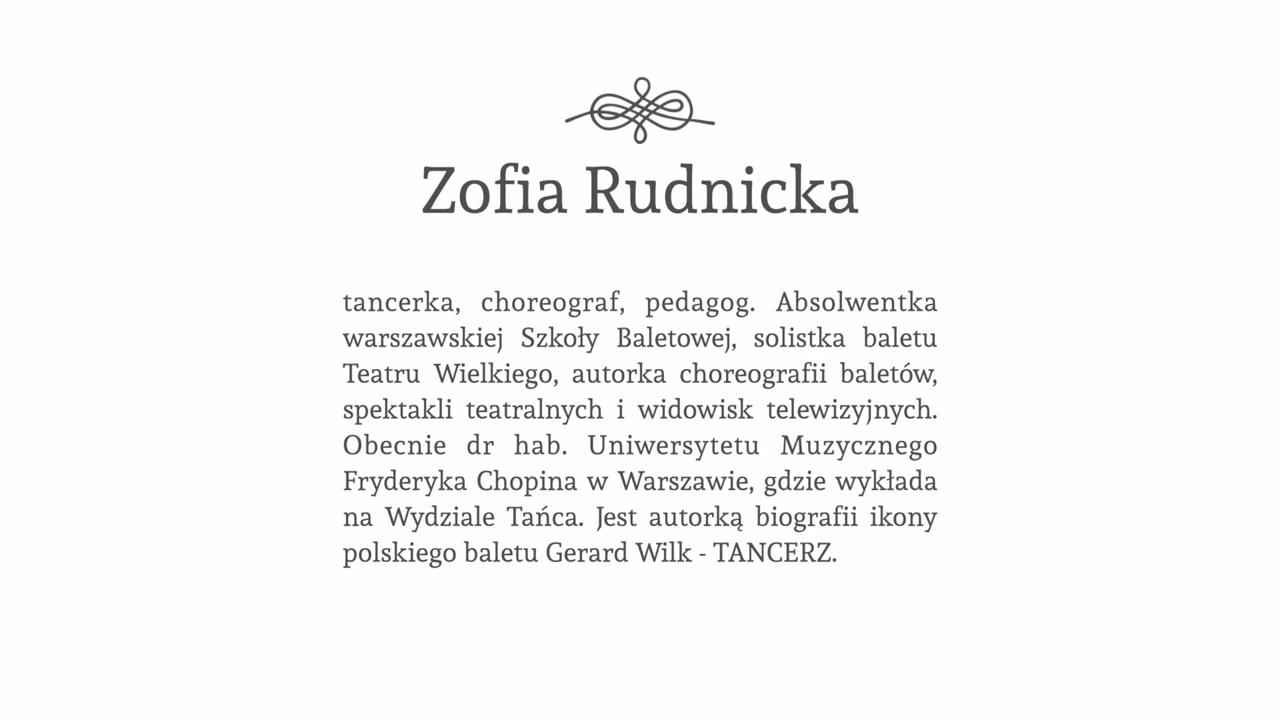 Zofia Rudnicka
tancerka, choreograf, pedagog. Absolwentka
warszawskiej Szkoły Baletowej, solistka baletu
Teatru Wielkiego, autorka choreografii baletów,
spektakli teatralnych i widowisk telewizyjnych.
Obecnie dr hab. Uniwersytetu Muzycznego
Fryderyka Chopina w Warszawie, gdzie wykłada
na Wydziale Tańca. Jest autorką biografii ikony
polskiego baletu Gerard Wilk - TANCERZ.